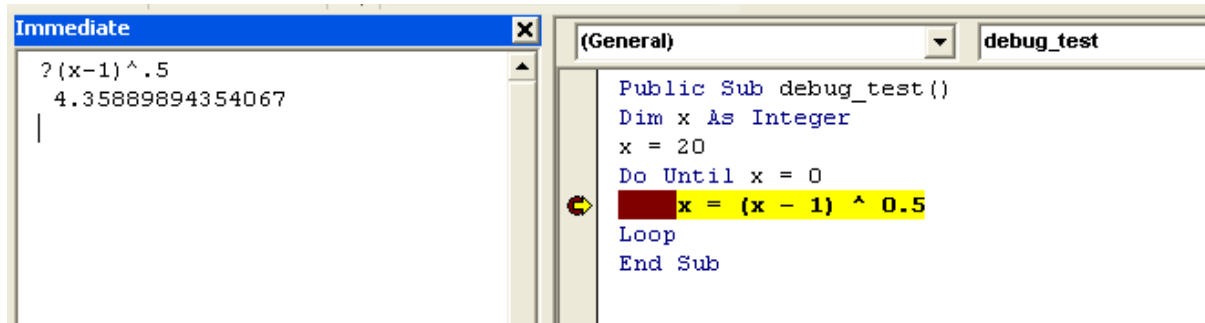 Immediate
?(x-1)^.5
4.35889894354067
(General)
debug_test
Public Sub debug_test()
Dim x As Integer
x = 20
Do Until x = 0
x = (x - 1) ^ 0.5
Loop
End Sub